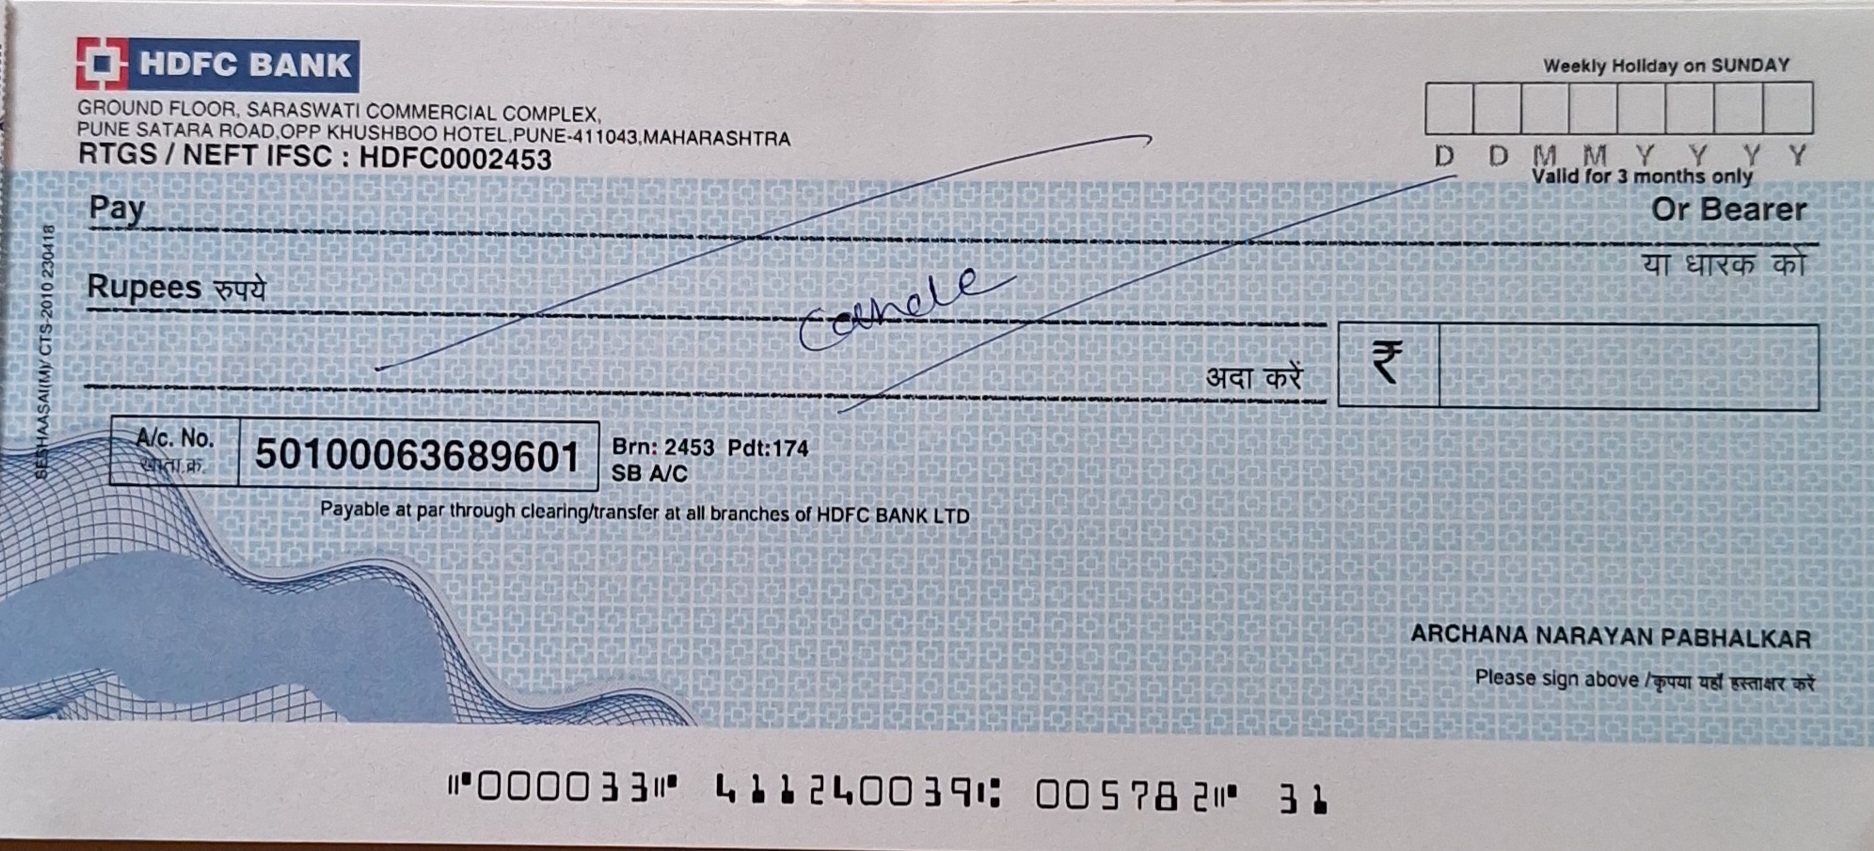 HDFC BANK
GROUND FLOOR, SARASWATI COMMERCIAL COMPLEX,
PUNE SATARA ROAD,OPP KHUSHBOO HOTEL,PUNE-411043,MAHARASHTRA
RTGS / NEFT IFSC : HDFC0002453
Weekly Holiday on SUNDAY
D D M M Y Y Y Y
Valid for 3 months only
Pay
Or Bearer
या धारक को
Rupees रुपये
अदा करें
₹
A/c. No.
खाता.क्र.
50100063689601
Brn: 2453 Pdt:174
SB A/C
Payable at par through clearing/transfer at all branches of HDFC BANK LTD
SESHAASAI(M)/ CTS-2010 230418
ARCHANA NARAYAN PABHALKAR
Please sign above /कृपया यहाँ हस्ताक्षर करें
⑈000033⑈ 411240039⑆ 005782⑈ 31